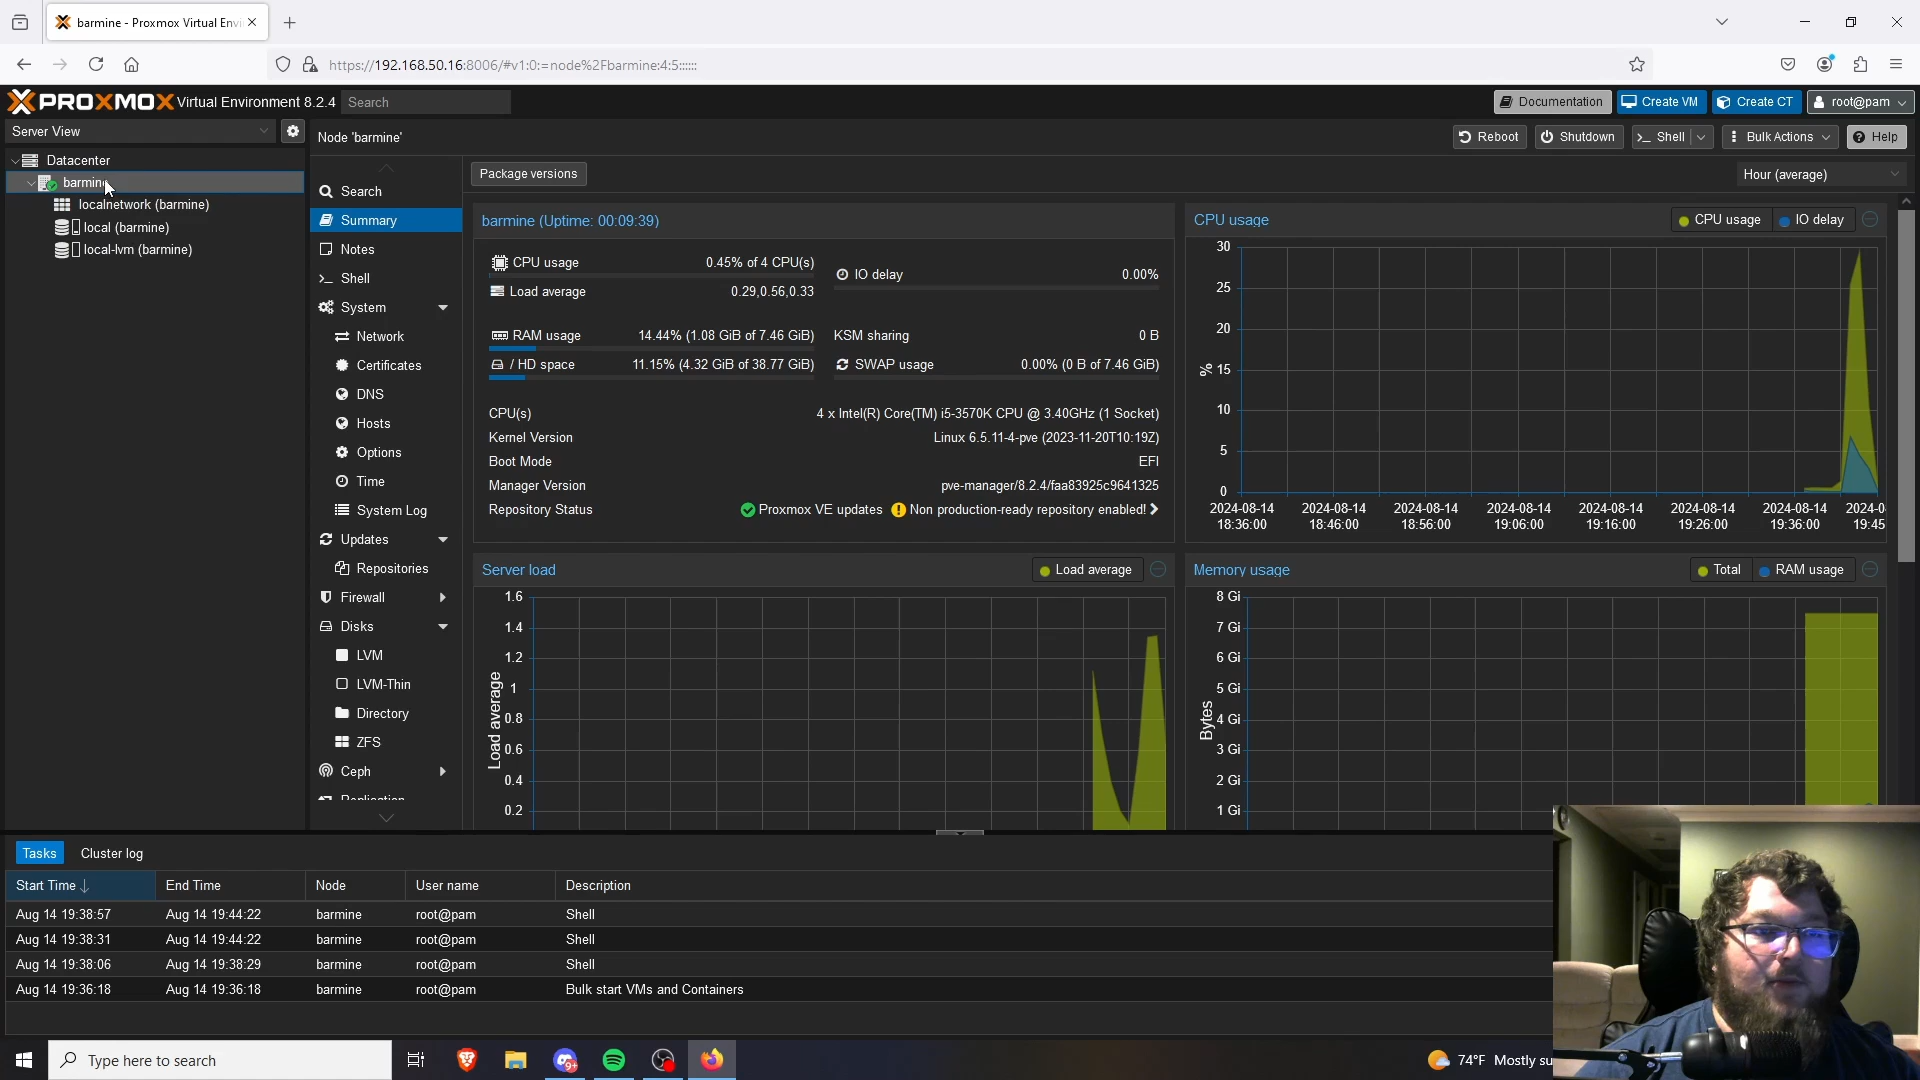 barmine - Proxmox Virtual Envi
https://192.168.50.16:8006/#v1:0:=node%2Fbarmine:4:5::::::
PROXMOX Virtual Environment 8.2.4 Search
Documentation Create VM Create CT root@pam
Server View
Node 'barmine'
Reboot Shutdown Shell Bulk Actions Help
Datacenter
barmine
localnetwork (barmine)
local (barmine)
local-lvm (barmine)
Search
Summary
Notes
Shell
System
Network
Certificates
DNS
Hosts
Options
Time
System Log
Updates
Repositories
Firewall
Disks
LVM
LVM-Thin
Directory
ZFS
Ceph
Replication
Package versions
Hour (average)
barmine (Uptime: 00:09:39)
CPU usage 0.45% of 4 CPU(s)
IO delay 0.00%
Load average 0.29,0.56,0.33
RAM usage 14.44% (1.08 GiB of 7.46 GiB)
KSM sharing 0 B
/ HD space 11.15% (4.32 GiB of 38.77 GiB)
SWAP usage 0.00% (0 B of 7.46 GiB)
CPU(s) 4 x Intel(R) Core(TM) i5-3570K CPU @ 3.40GHz (1 Socket)
Kernel Version Linux 6.5.11-4-pve (2023-11-20T10:19Z)
Boot Mode EFI
Manager Version pve-manager/8.2.4/faa83925c9641325
Repository Status Proxmox VE updates Non production-ready repository enabled!
CPU usage
CPU usage IO delay
30
25
20
15
10
5
0
%
2024-08-14 2024-08-14 2024-08-14 2024-08-14 2024-08-14 2024-08-14 2024-08-14 2024-0
18:36:00 18:46:00 18:56:00 19:06:00 19:16:00 19:26:00 19:36:00 19:45
Server load
Load average
1.6
1.4
1.2
1
0.8
0.6
0.4
0.2
Load average
Memory usage
Total RAM usage
8 Gi
7 Gi
6 Gi
5 Gi
4 Gi
3 Gi
2 Gi
1 Gi
Bytes
Tasks Cluster log
Start Time End Time Node User name Description
Aug 14 19:38:57 Aug 14 19:44:22 barmine root@pam Shell
Aug 14 19:38:31 Aug 14 19:44:22 barmine root@pam Shell
Aug 14 19:38:06 Aug 14 19:38:29 barmine root@pam Shell
Aug 14 19:36:18 Aug 14 19:36:18 barmine root@pam Bulk start VMs and Containers
Type here to search
9+
74°F Mostly su